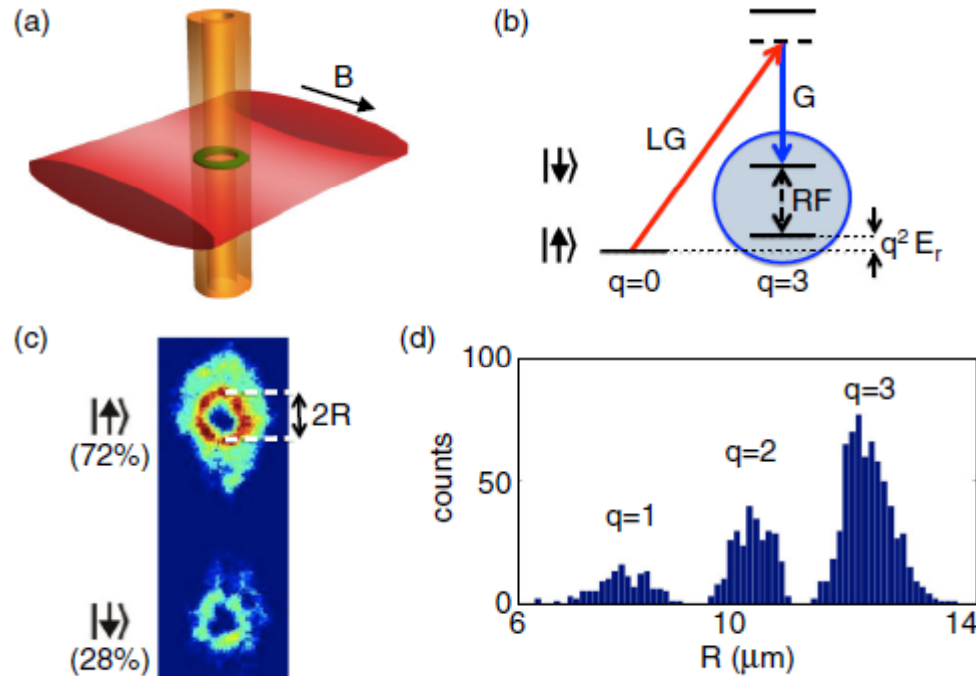 (a)
B
(b)
LG
G
|↓⟩
RF
|↑⟩
q² Eᵣ
q=0
q=3
(c)
|↑⟩
(72%)
2R
|↓⟩
(28%)
(d)
100
50
0
counts
q=1
q=2
q=3
6
10
14
R (μm)